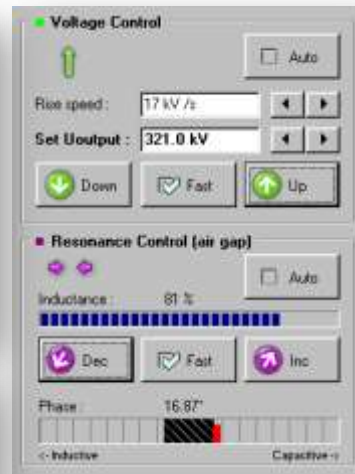 Voltage Control
Auto
Rise speed : 17 kV /s
Set Uoutput : 321.0 kV
Down Fast Up
Resonance Control (air gap)
Auto
Inductance : 81 %
Dec Fast Inc
Phase : 16.87°
<- Inductive Capacitive ->